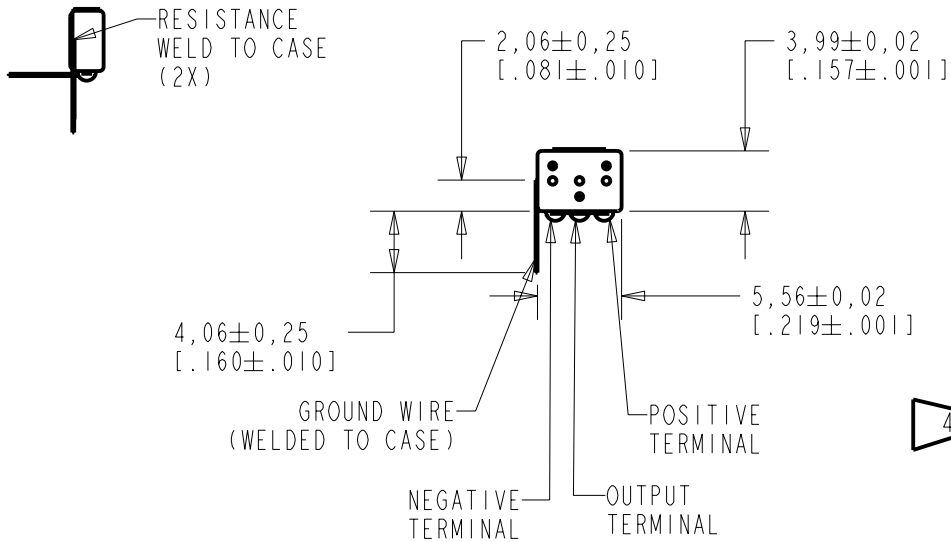 RESISTANCE
WELD TO CASE
(2X)
2,06±0,25
[.081±.010]
3,99±0,02
[.157±.001]
5,56±0,02
[.219±.001]
4,06±0,25
[.160±.010]
GROUND WIRE
(WELDED TO CASE)
POSITIVE
TERMINAL
4
NEGATIVE
TERMINAL
OUTPUT
TERMINAL